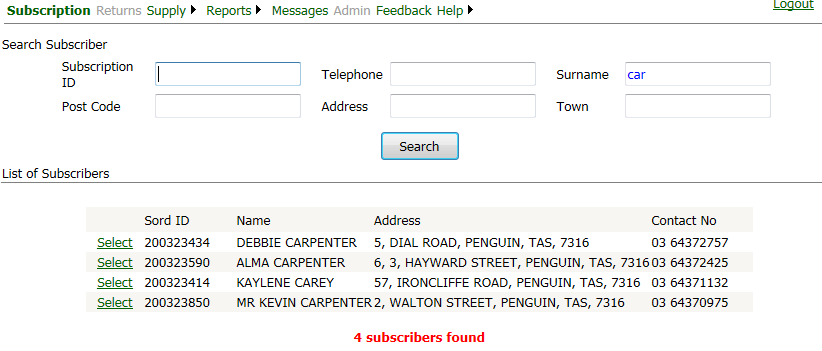 Logout
Subscription Returns Supply Reports Messages Admin Feedback Help
Search Subscriber
Subscription ID Telephone Surname car
Post Code Address Town
Search
List of Subscribers
Sord ID Name Address Contact No
Select 200323434 DEBBIE CARPENTER 5, DIAL ROAD, PENGUIN, TAS, 7316 03 64372757
Select 200323590 ALMA CARPENTER 6, 3, HAYWARD STREET, PENGUIN, TAS, 7316 03 64372425
Select 200323414 KAYLENE CAREY 57, IRONCLIFFE ROAD, PENGUIN, TAS, 7316 03 64371132
Select 200323850 MR KEVIN CARPENTER 2, WALTON STREET, PENGUIN, TAS, 7316 03 64370975
4 subscribers found